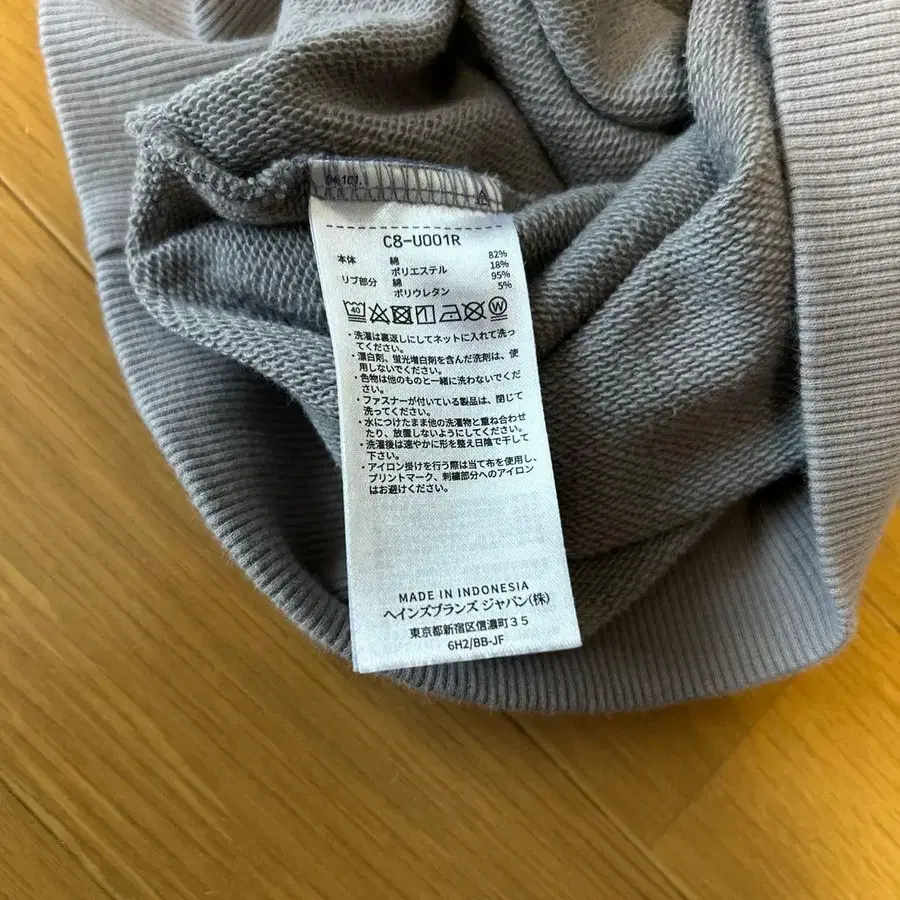 C8-U001R
本体 綿 82%
ポリエステル 18%
リブ部分 綿 95%
ポリウレタン 5%
40
W
・洗濯は裏返しにしてネットに入れて洗っ
てください。
・漂白剤、蛍光増白剤を含んだ洗剤は、使
用しないでください。
・色物は他のものと一緒に洗わないでくだ
さい。
・ファスナーが付いている製品は、閉じて
洗ってください。
・水につけたまま他の洗濯物と重ね合わせ
たり、放置しないようにしてください。
・洗濯後は速やかに形を整え日陰で干して
下さい。
・アイロン掛けを行う際は当て布を使用し、
プリントマーク、刺繍部分へのアイロン
はお避けください。
MADE IN INDONESIA
ヘインズブランズ ジャパン(株)
東京都新宿区信濃町35
6H2/BB-JF